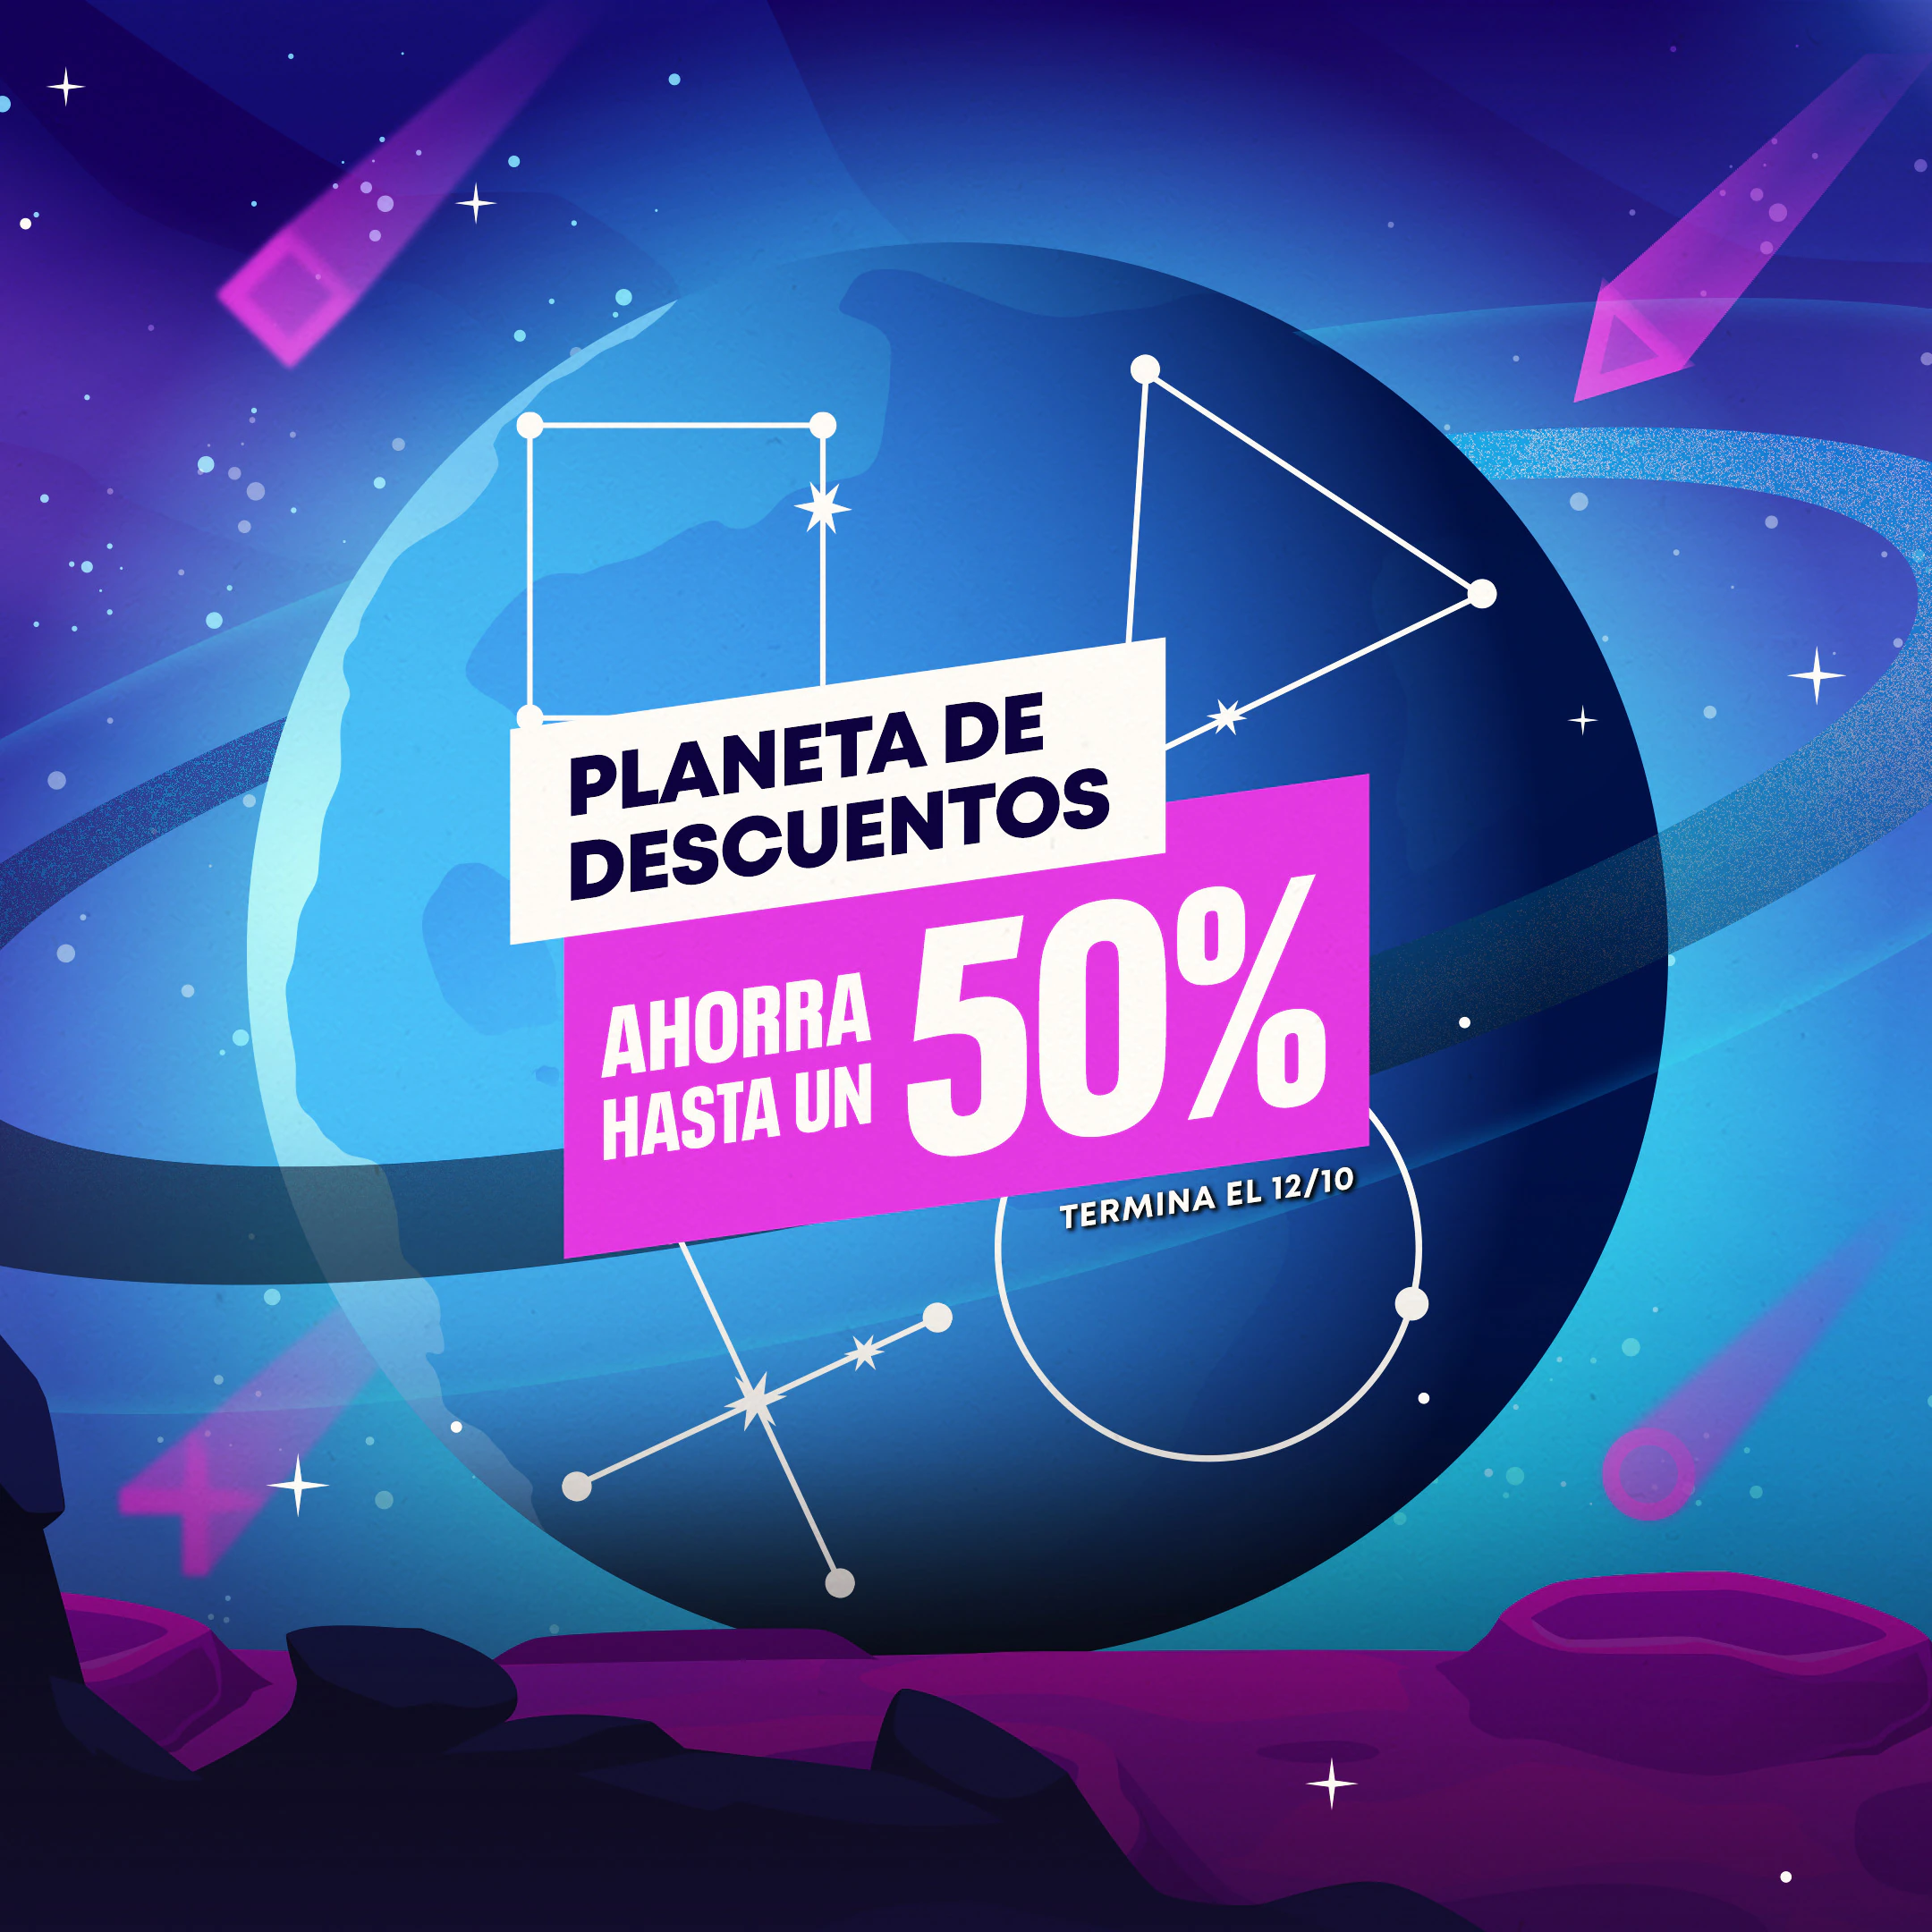 PLANETA DE
DESCUENTOS
AHORRA
HASTA UN
50%
TERMINA EL 12/10